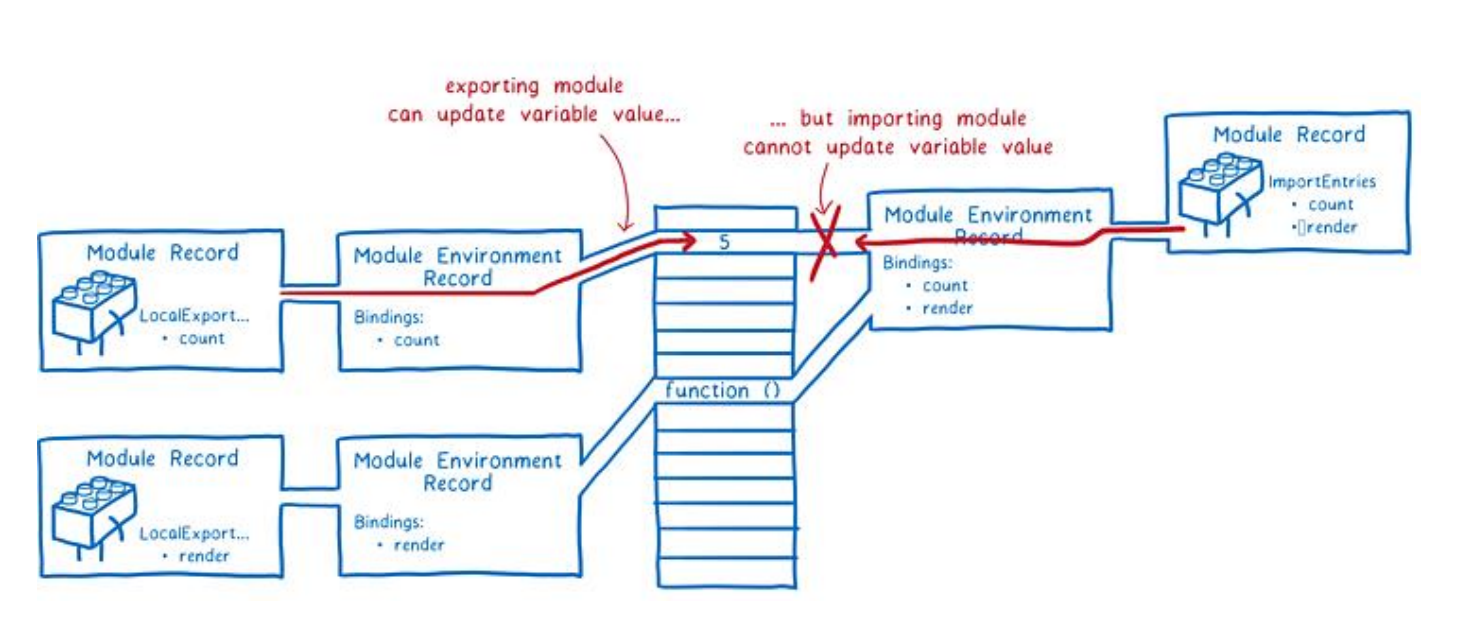 exporting module
can update variable value...
... but importing module
cannot update variable value
Module Record
ImportEntries
• count
•▯render
Module Environment
Record
Bindings:
• count
• render
5
Module Record
LocalExport...
• count
Module Environment
Record
Bindings:
• count
function ()
Module Record
LocalExport...
• render
Module Environment
Record
Bindings:
• render